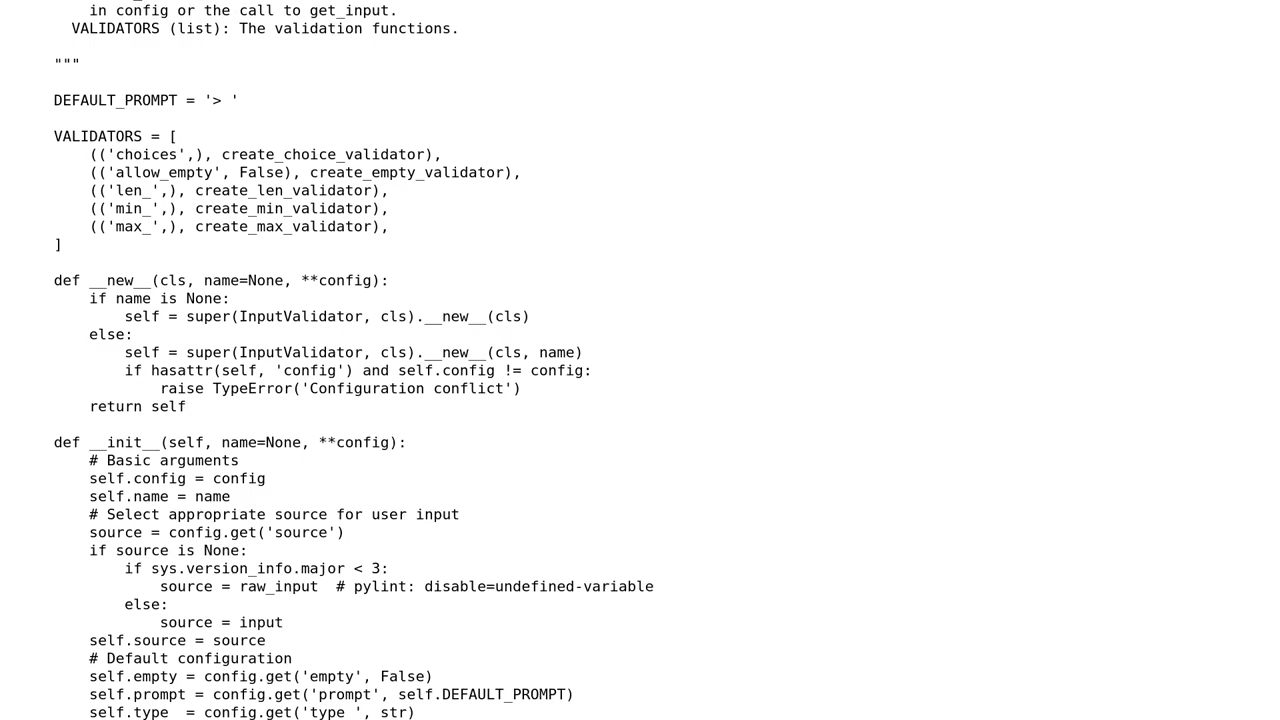 in config or the call to get_input.
VALIDATORS (list): The validation functions.
"""
DEFAULT_PROMPT = '> '
VALIDATORS = [
(('choices',), create_choice_validator),
(('allow_empty', False), create_empty_validator),
(('len_',), create_len_validator),
(('min_',), create_min_validator),
(('max_',), create_max_validator),
]
def __new__(cls, name=None, **config):
if name is None:
self = super(InputValidator, cls).__new__(cls)
else:
self = super(InputValidator, cls).__new__(cls, name)
if hasattr(self, 'config') and self.config != config:
raise TypeError('Configuration conflict')
return self
def __init__(self, name=None, **config):
# Basic arguments
self.config = config
self.name = name
# Select appropriate source for user input
source = config.get('source')
if source is None:
if sys.version_info.major < 3:
source = raw_input  # pylint: disable=undefined-variable
else:
source = input
self.source = source
# Default configuration
self.empty = config.get('empty', False)
self.prompt = config.get('prompt', self.DEFAULT_PROMPT)
self.type  = config.get('type ', str)